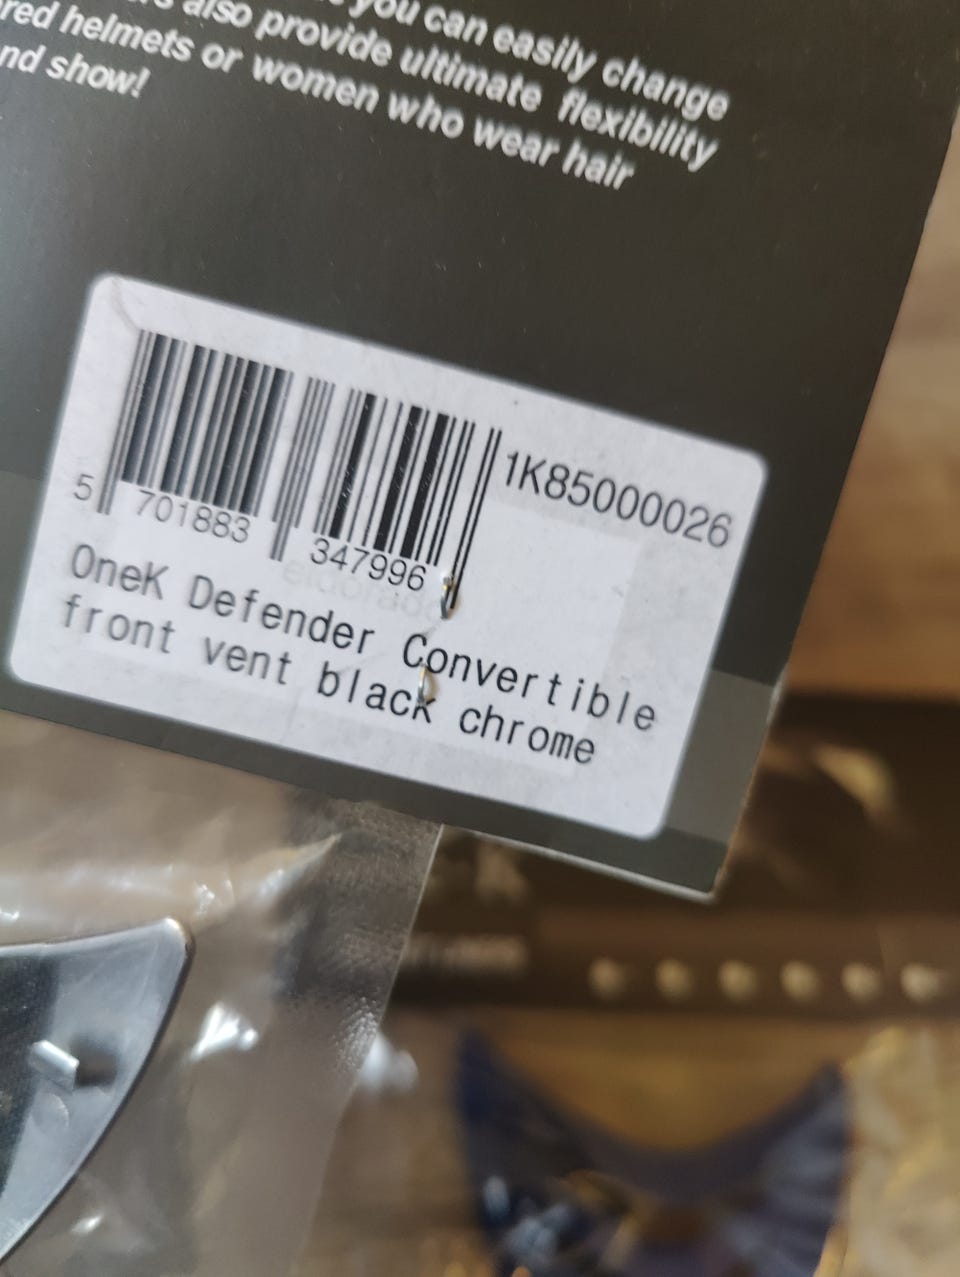 you can easily change
also provide ultimate flexibility
red helmets or women who wear hair
nd show!
1K85000026
5 701883 347996
OneK Defender Convertible
front vent black chrome